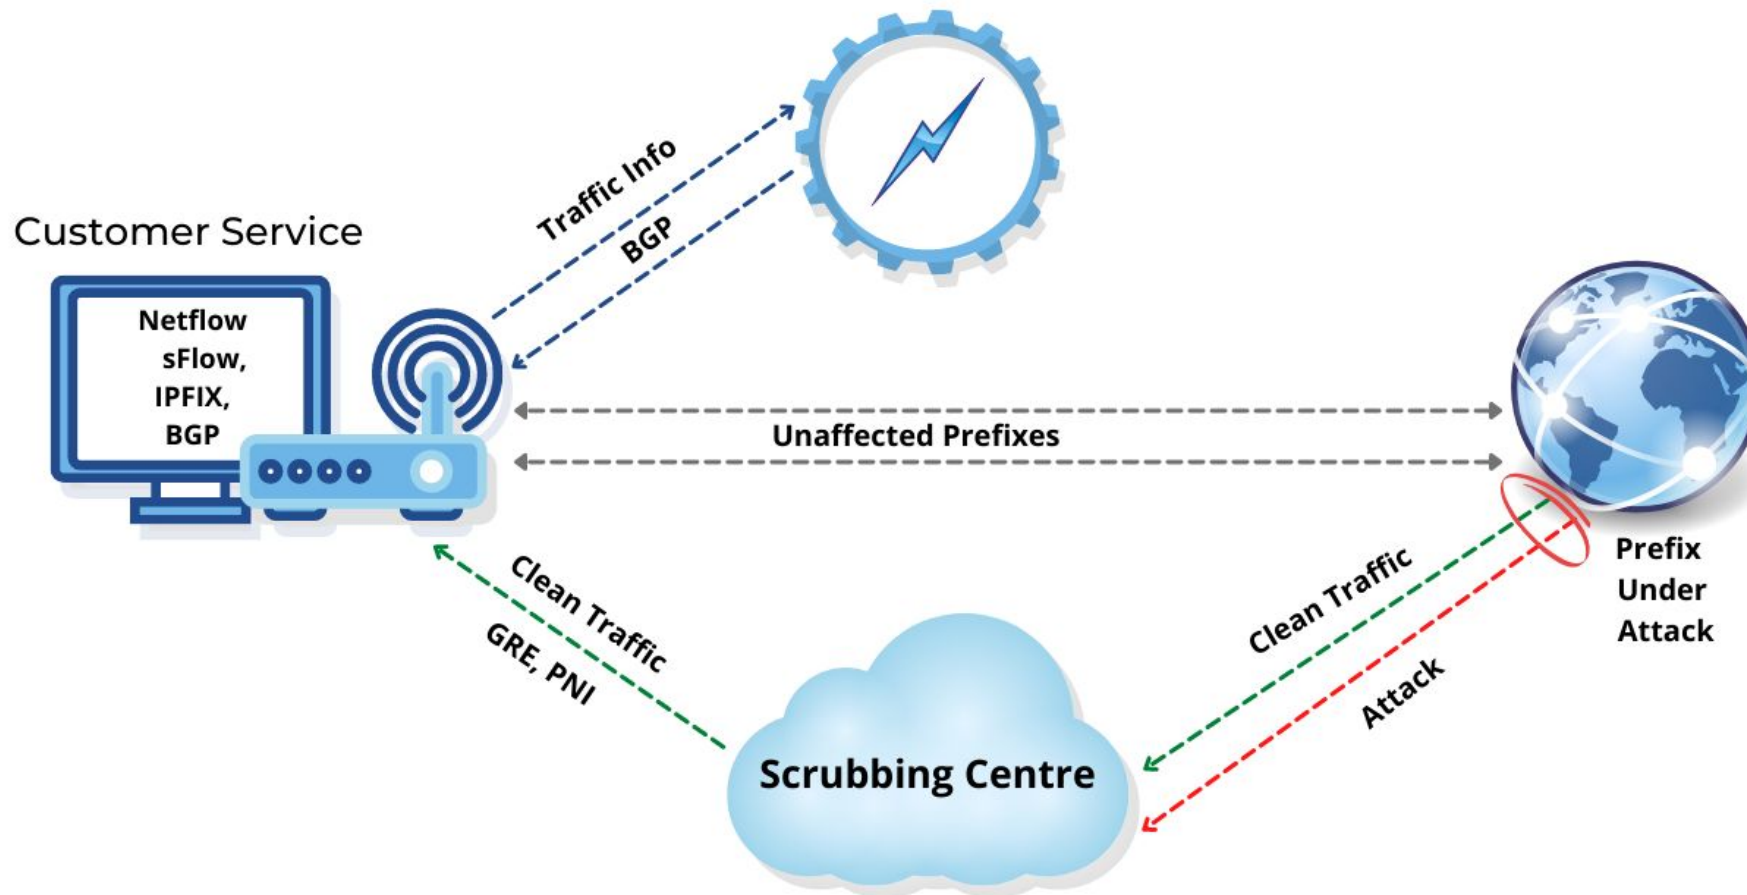 Traffic Info
BGP
Customer Service
Netflow
sFlow,
IPFIX,
BGP
Unaffected Prefixes
Clean Traffic
GRE, PNI
Clean Traffic
Attack
Prefix
Under
Attack
Scrubbing Centre